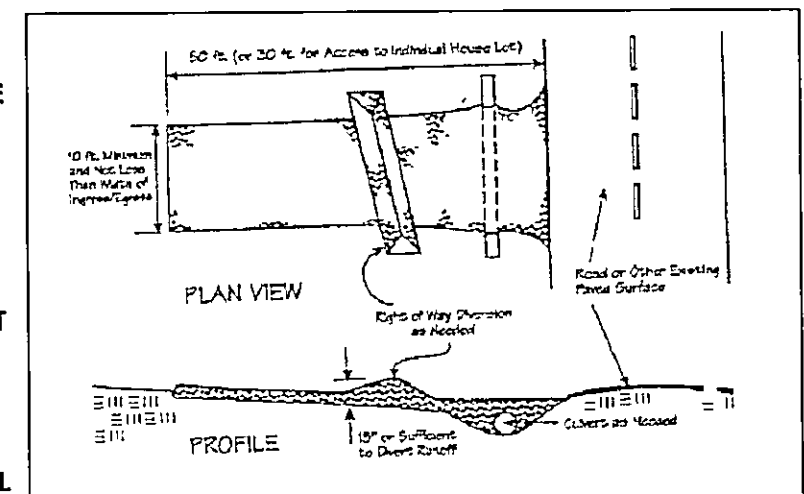 50 ft. (or 30 ft. for Access to Individual House Lot)
10 ft. Minimum
and Not Less
Than Width of
Ingress/Egress
PLAN VIEW
Right of Way Diversion
as Needed
Road or Other Existing
Paved Surface
18" or Sufficient
to Divert Runoff
Culvert as Needed
PROFILE
E
T
L